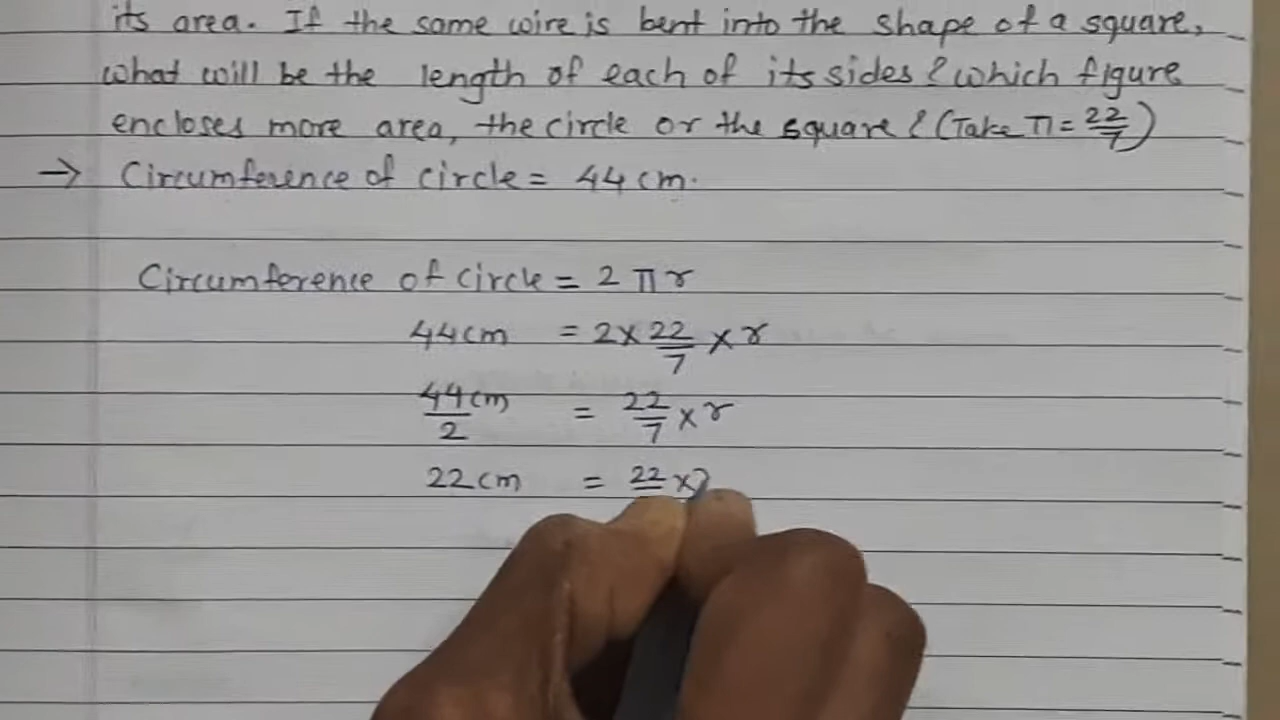 its area. If the same wire is bent into the shape of a square,
what will be the length of each of its sides? which figure
encloses more area, the circle or the square? (Take π = 22/7)
→ Circumference of circle = 44 cm.
Circumference of circle = 2πr
44cm = 2 × 22/7 × r
44cm/2 = 22/7 × r
22cm = 22 ×